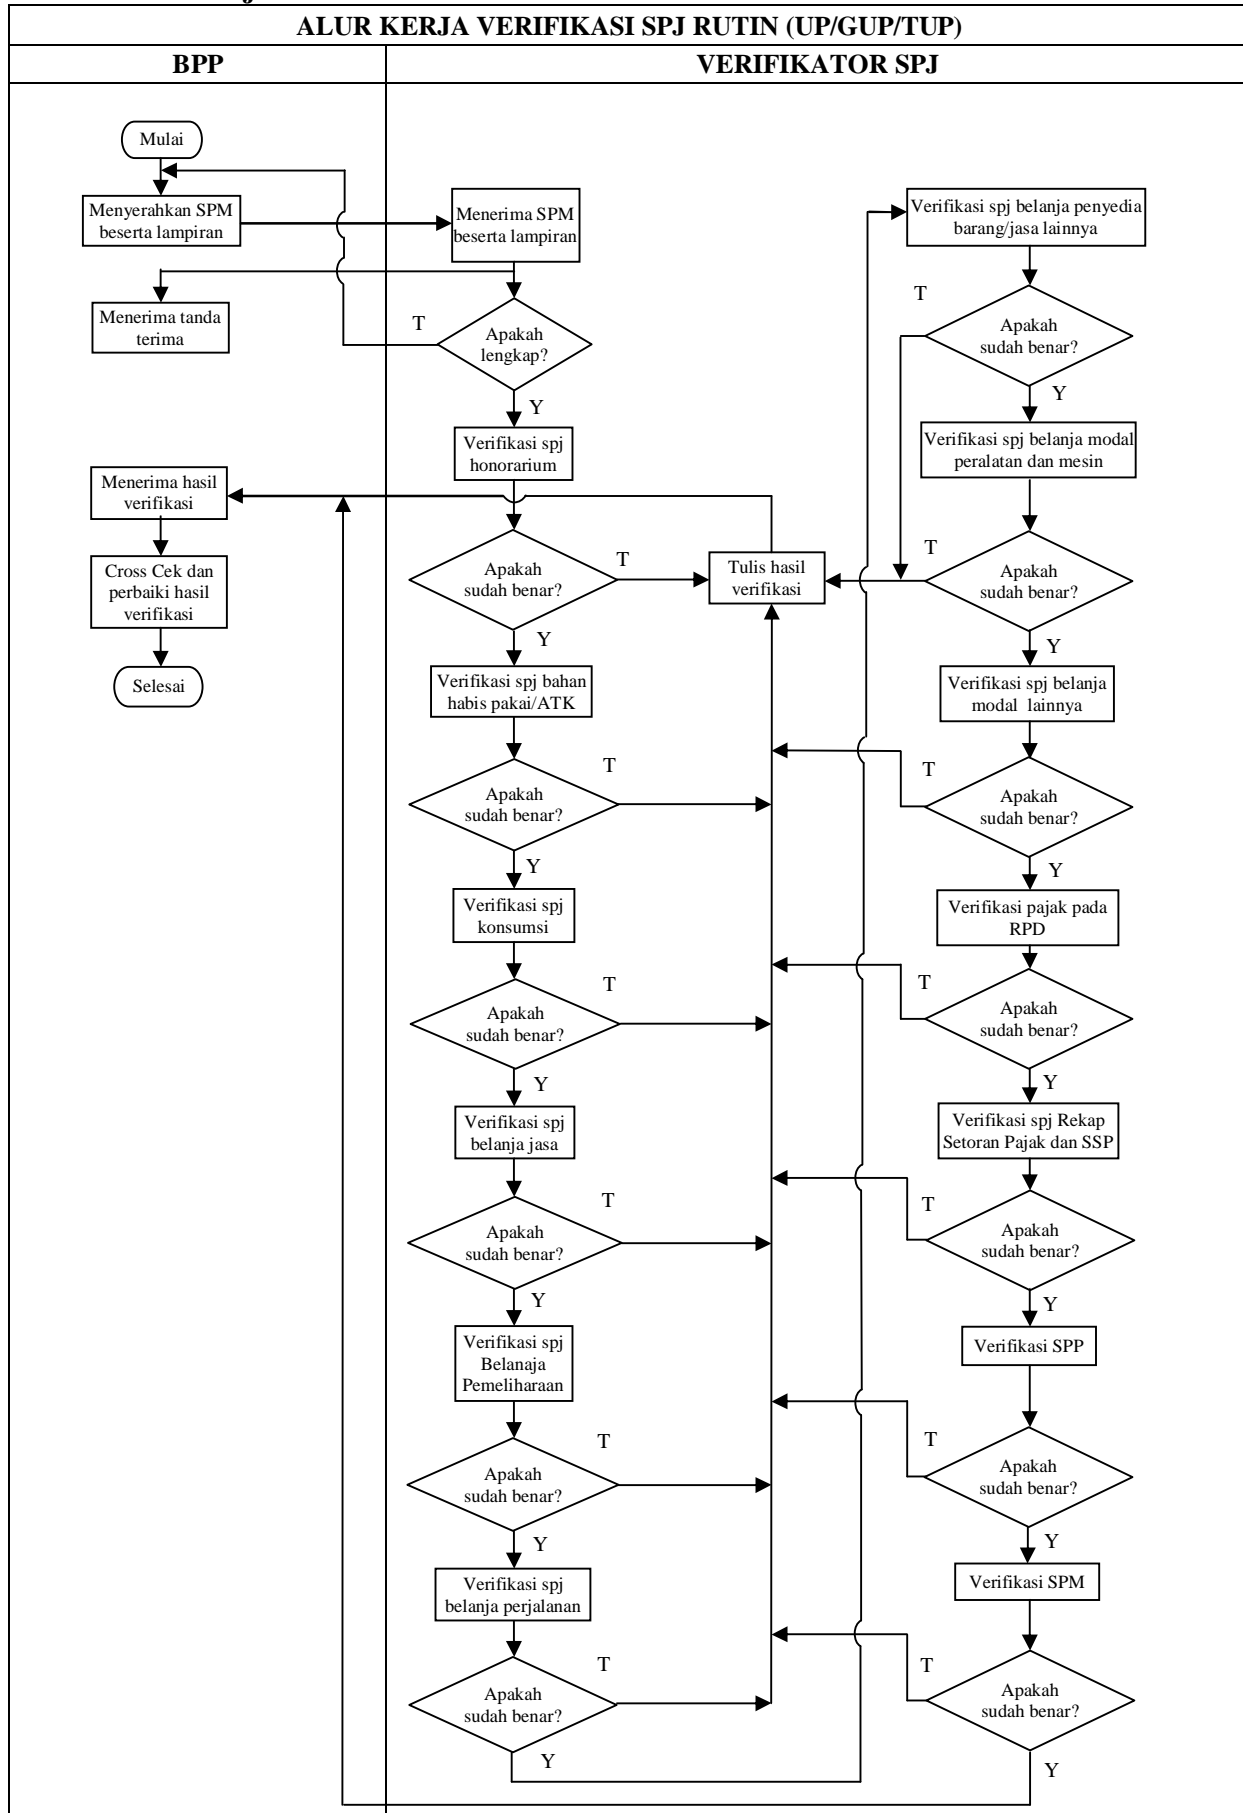 ALUR KERJA VERIFIKASI SPJ RUTIN (UP/GUP/TUP)
BPP
VERIFIKATOR SPJ
Mulai
Menyerahkan SPM
beserta lampiran
Menerima SPM
beserta lampiran
Menerima tanda
terima
T
Apakah
lengkap?
Y
Verifikasi spj
honorarium
Menerima hasil
verifikasi
Cross Cek dan
perbaiki hasil
verifikasi
Selesai
Apakah
sudah benar?
T
Tulis hasil
verifikasi
Y
Verifikasi spj bahan
habis pakai/ATK
T
Apakah
sudah benar?
Y
Verifikasi spj
konsumsi
T
Apakah
sudah benar?
Y
Verifikasi spj
belanja jasa
T
Apakah
sudah benar?
Y
Verifikasi spj
Belanaja
Pemeliharaan
T
Apakah
sudah benar?
Y
Verifikasi spj
belanja perjalanan
T
Apakah
sudah benar?
Y
Verifikasi spj belanja penyedia
barang/jasa lainnya
T
Apakah
sudah benar?
Y
Verifikasi spj belanja modal
peralatan dan mesin
T
Apakah
sudah benar?
Y
Verifikasi spj belanja
modal lainnya
T
Apakah
sudah benar?
Y
Verifikasi pajak pada
RPD
T
Apakah
sudah benar?
Y
Verifikasi spj Rekap
Setoran Pajak dan SSP
T
Apakah
sudah benar?
Y
Verifikasi SPP
T
Apakah
sudah benar?
Y
Verifikasi SPM
T
Apakah
sudah benar?
Y